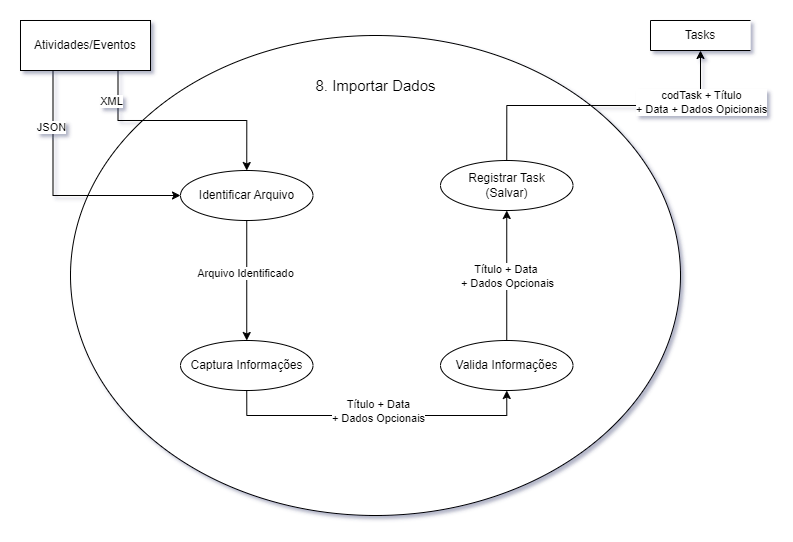 Atividades/Eventos
Tasks
8. Importar Dados
XML
JSON
codTask + Título
+ Data + Dados Opicionais
Identificar Arquivo
Registrar Task
(Salvar)
Arquivo Identificado
Título + Data
+ Dados Opcionais
Captura Informações
Valida Informações
Título + Data
+ Dados Opcionais